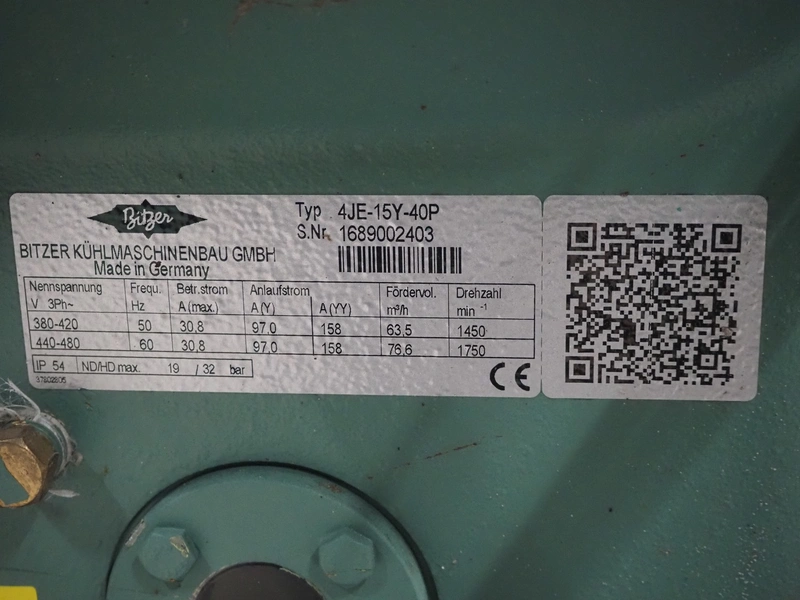 Bitzer
Typ 4JE-15Y-40P
S.Nr. 1689002403
BITZER KÜHLMASCHINENBAU GMBH
Made in Germany
Nennspannung Frequ. Betr.strom Anlaufstrom Fördervol. Drehzahl
V 3Ph~ Hz A (max.) A (Y) A (YY) m³/h min -1
380-420 50 30,8 97,0 158 63,5 1450
440-480 60 30,8 97,0 158 76,6 1750
IP 54 ND/HD max. 19 / 32 bar
CE